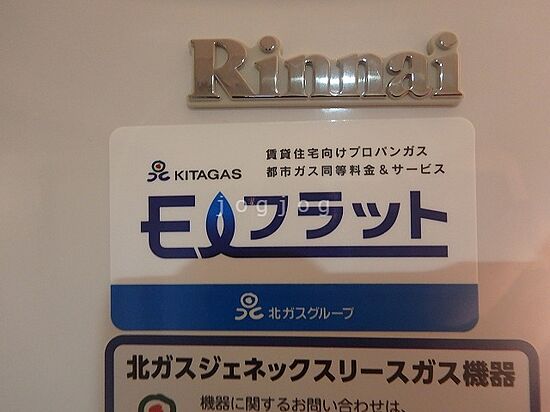 Rinnai
賃貸住宅向けプロパンガス
KITAGAS
都市ガス同等料金＆サービス
jogjog
フラット
北ガスグループ
北ガスジェネックスリースガス機器
機器に関するお問い合わせは、